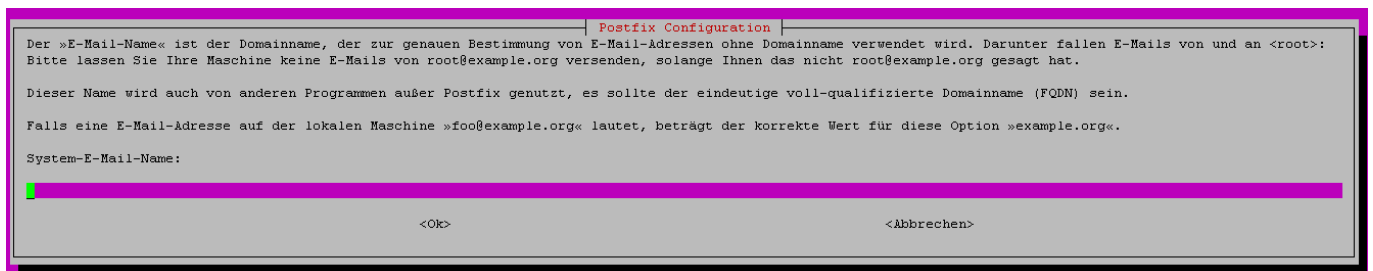 Postfix Configuration
Der »E-Mail-Name« ist der Domainname, der zur genauen Bestimmung von E-Mail-Adressen ohne Domainname verwendet wird. Darunter fallen E-Mails von und an <root>:
Bitte lassen Sie Ihre Maschine keine E-Mails von root@example.org versenden, solange Ihnen das nicht root@example.org gesagt hat.
Dieser Name wird auch von anderen Programmen außer Postfix genutzt, es sollte der eindeutige voll-qualifizierte Domainname (FQDN) sein.
Falls eine E-Mail-Adresse auf der lokalen Maschine »foo@example.org« lautet, beträgt der korrekte Wert für diese Option »example.org«.
System-E-Mail-Name:
<Ok> <Abbrechen>